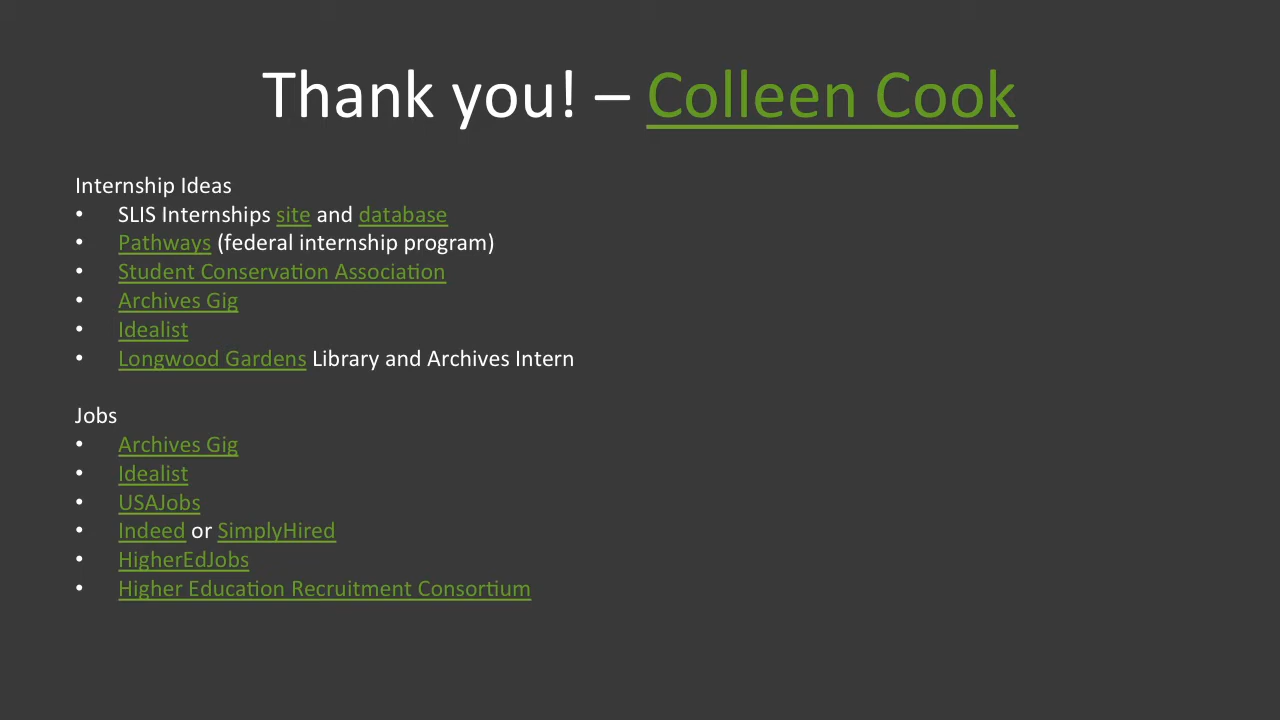 Thank you! – Colleen Cook
Internship Ideas
• SLIS Internships site and database
• Pathways (federal internship program)
• Student Conservation Association
• Archives Gig
• Idealist
• Longwood Gardens Library and Archives Intern
Jobs
• Archives Gig
• Idealist
• USAJobs
• Indeed or SimplyHired
• HigherEdJobs
• Higher Education Recruitment Consortium